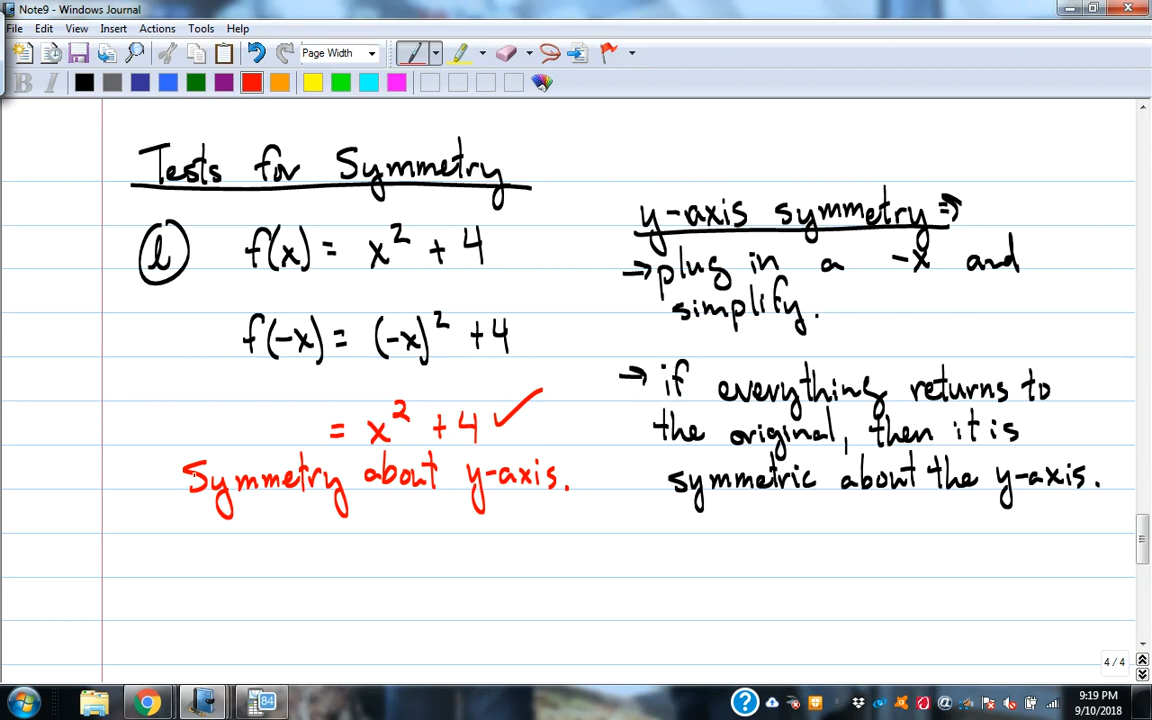 Note9 - Windows Journal
File Edit View Insert Actions Tools Help
Page Width
B I
Tests for Symmetry
① f(x) = x² + 4
f(-x) = (-x)² + 4
= x² + 4 ✓
Symmetry about y-axis.
y-axis symmetry ⇒
→ plug in a -x and
simplify.
→ if everything returns to
the original, then it is
symmetric about the y-axis.
4 / 4
84
9:19 PM
9/10/2018